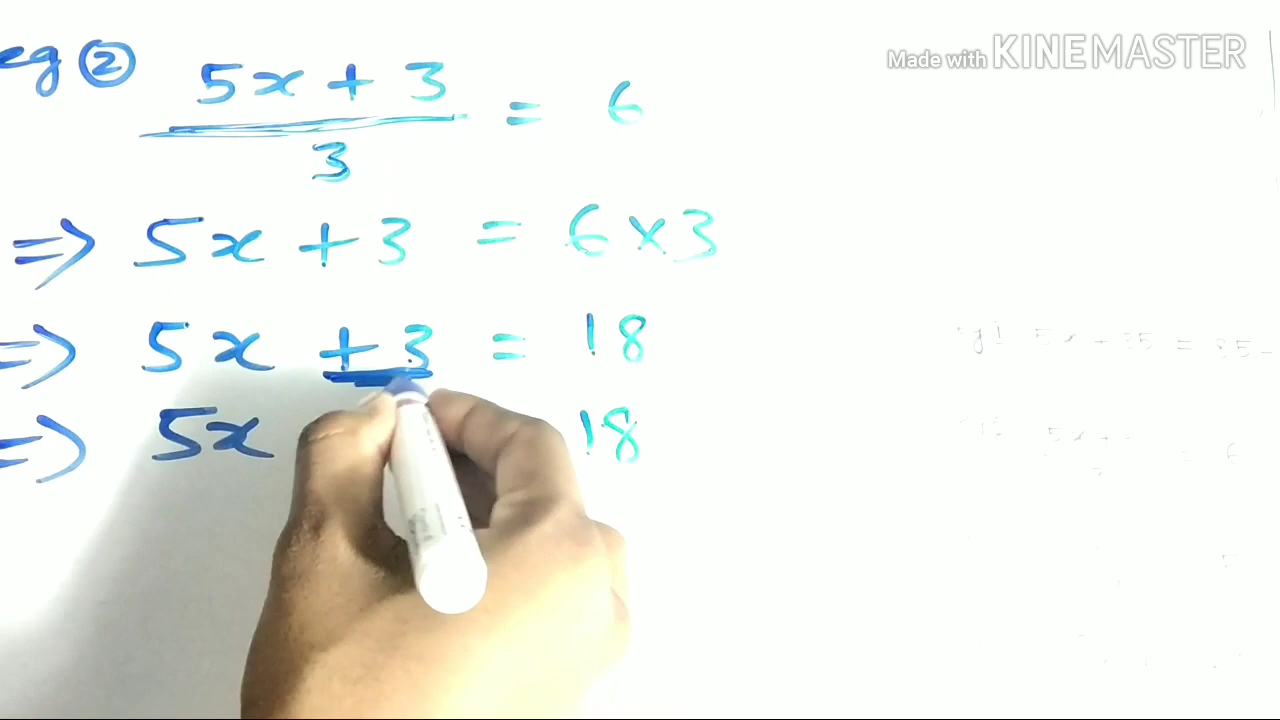 eg ② 5x + 3 / 3 = 6
Made with KINEMASTER
⇒ 5x + 3 = 6 × 3
⇒ 5x + 3 = 18
⇒ 5x 18